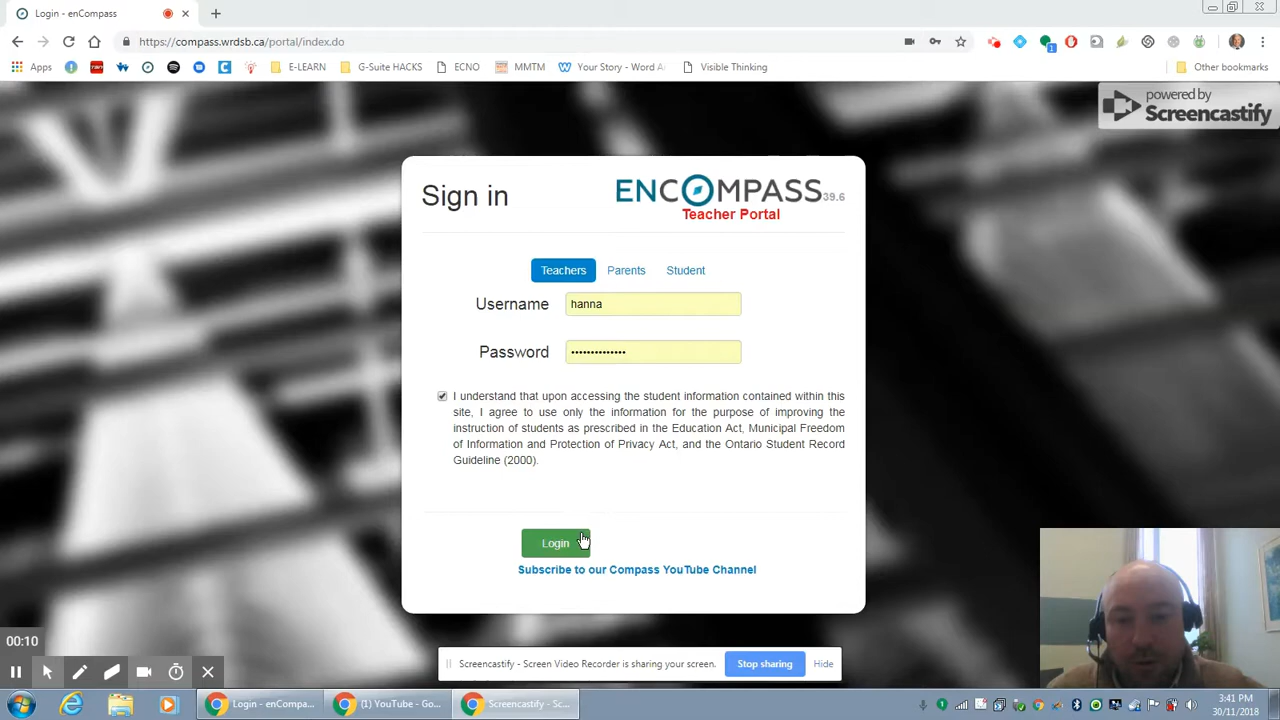 Login - enCompass
https://compass.wrdsb.ca/portal/index.do
Apps
E-LEARN
G-Suite HACKS
ECNO
MMTM
Your Story - Word A
Visible Thinking
Other bookmarks
powered by
Screencastify
Sign in
ENCOMPASS 39.6
Teacher Portal
Teachers Parents Student
Username hanna
Password ••••••••••••••
I understand that upon accessing the student information contained within this
site, I agree to use only the information for the purpose of improving the
instruction of students as prescribed in the Education Act, Municipal Freedom
of Information and Protection of Privacy Act, and the Ontario Student Record
Guideline (2000).
Login
Subscribe to our Compass YouTube Channel
00:10
Screencastify - Screen Video Recorder is sharing your screen. Stop sharing Hide
Login - enCompa...
(1) YouTube - Go...
Screencastify - Sc...
3:41 PM
30/11/2018